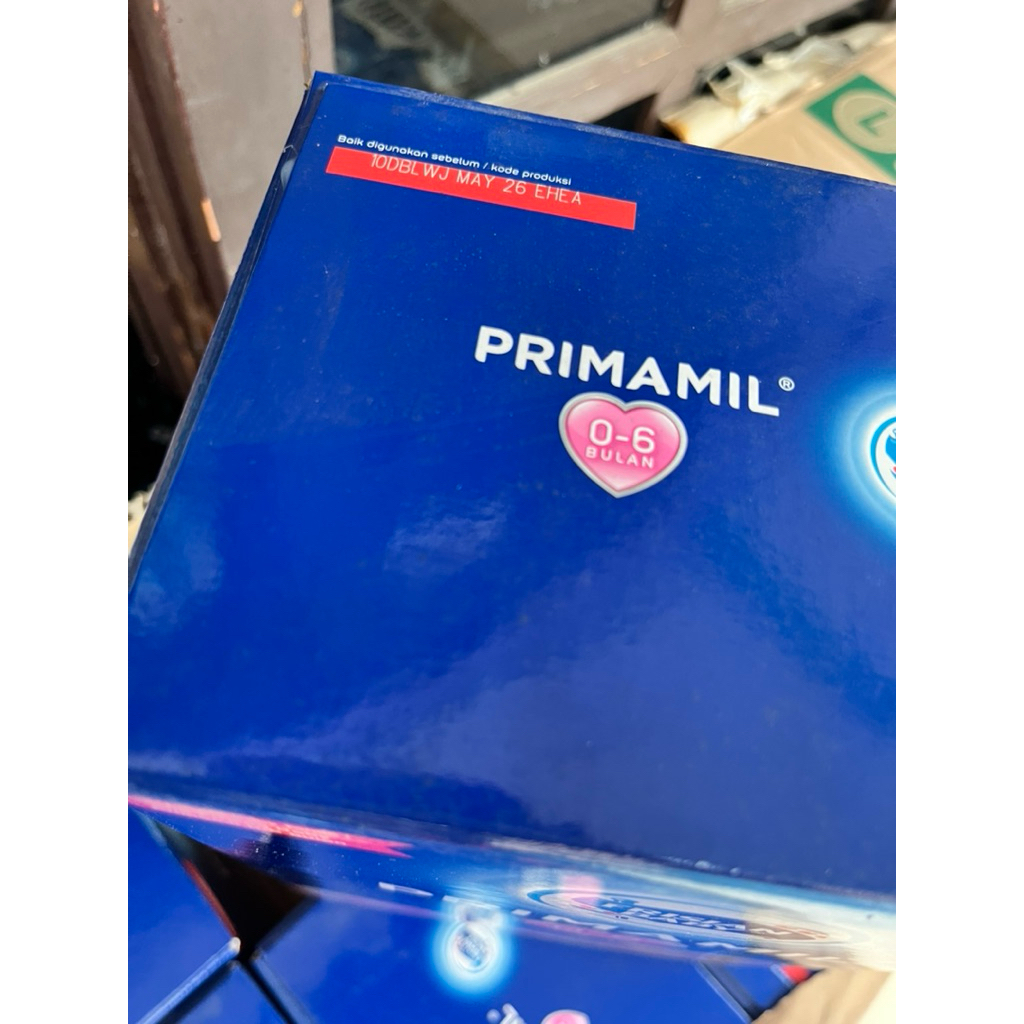 Baik digunakan sebelum / kode produksi
10DBLWJ MAY 26 EHEA
PRIMAMIL®
0-6
BULAN
L